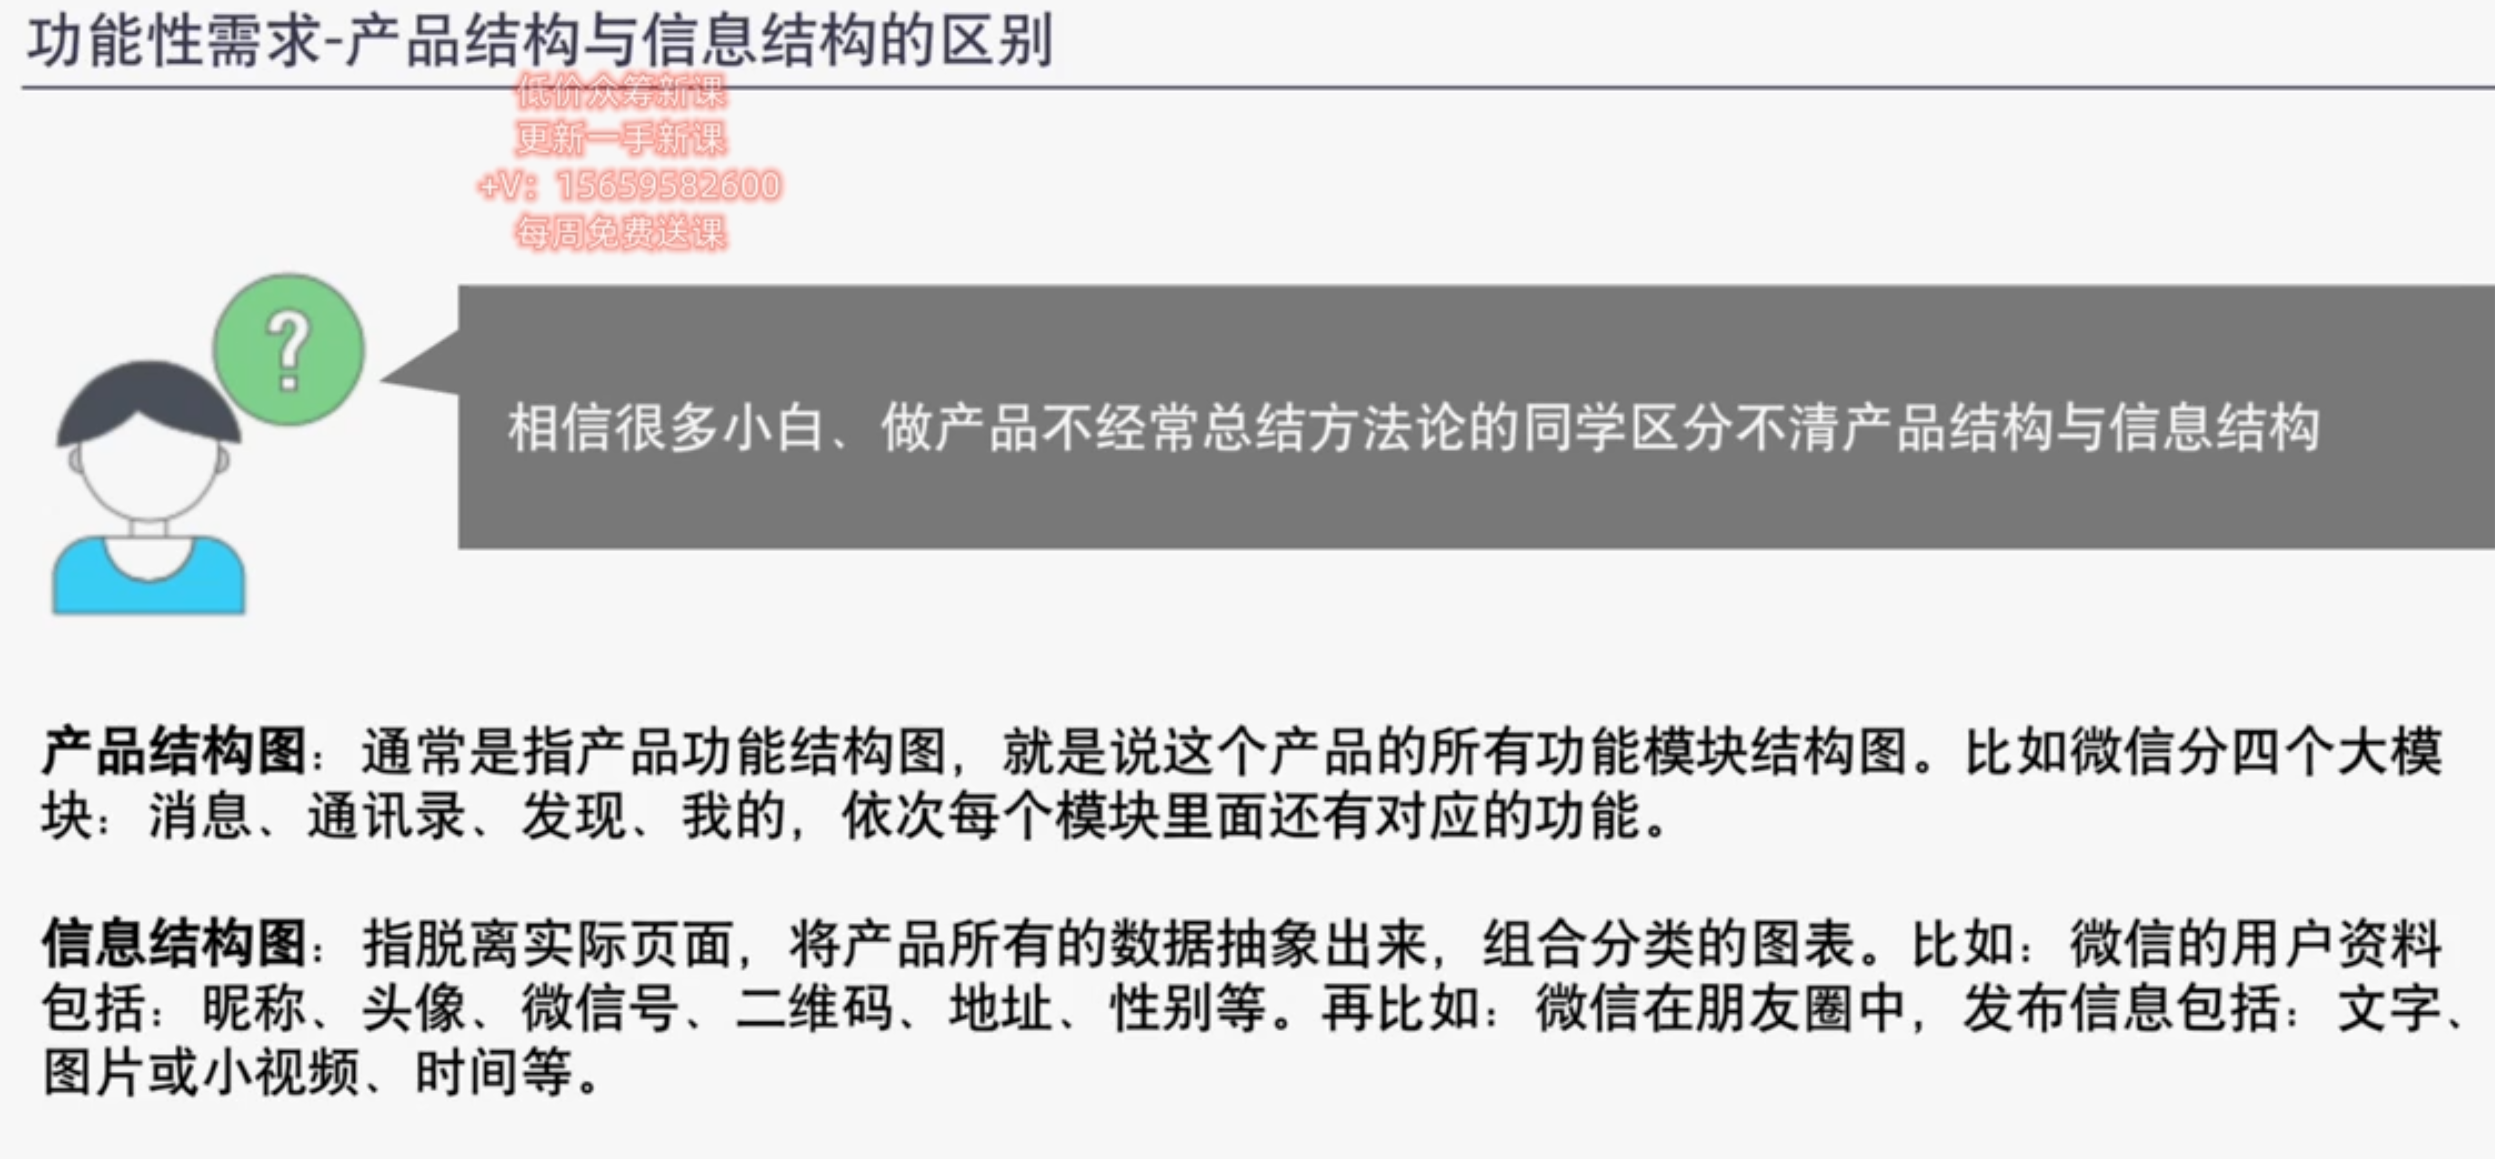 功能性需求-产品结构与信息结构的区别
低价众筹新课
更新一手新课
+V：15659582600
每周免费送课
?
相信很多小白、做产品不经常总结方法论的同学区分不清产品结构与信息结构
产品结构图：通常是指产品功能结构图，就是说这个产品的所有功能模块结构图。比如微信分四个大模
块：消息、通讯录、发现、我的，依次每个模块里面还有对应的功能。
信息结构图：指脱离实际页面，将产品所有的数据抽象出来，组合分类的图表。比如：微信的用户资料
包括：昵称、头像、微信号、二维码、地址、性别等。再比如：微信在朋友圈中，发布信息包括：文字、
图片或小视频、时间等。